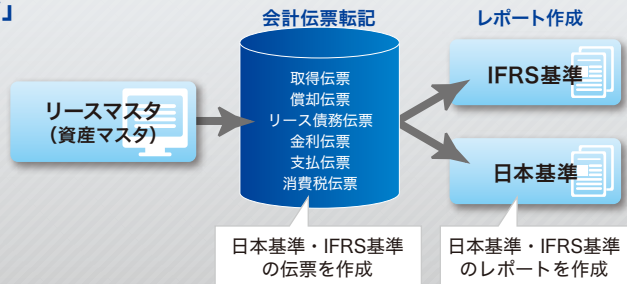 」
会計伝票転記
レポート作成
リースマスタ
（資産マスタ）
取得伝票
償却伝票
リース債務伝票
金利伝票
支払伝票
消費税伝票
IFRS基準
日本基準
日本基準・IFRS基準
の伝票を作成
日本基準・IFRS基準
のレポートを作成